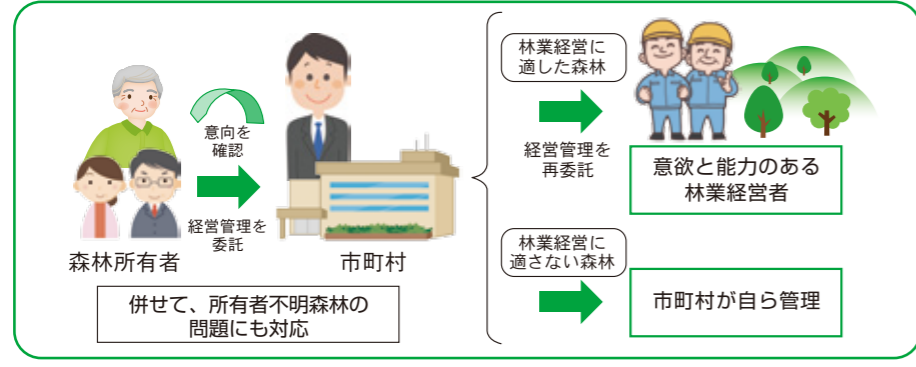 意向を
確認
経営管理を
委託
森林所有者
市町村
併せて、所有者不明森林の
問題にも対応
林業経営に
適した森林
経営管理を
再委託
意欲と能力のある
林業経営者
林業経営に
適さない森林
市町村が自ら管理